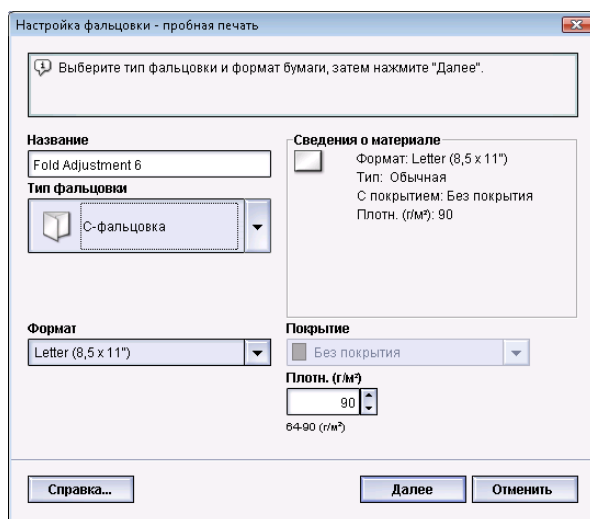 Настройка фальцовки - пробная печать
Выберите тип фальцовки и формат бумаги, затем нажмите "Далее".
Название
Fold Adjustment 6
Тип фальцовки
С-фальцовка
Сведения о материале
Формат: Letter (8,5 x 11")
Тип: Обычная
С покрытием: Без покрытия
Плотн. (г/м²): 90
Формат
Letter (8,5 x 11")
Покрытие
Без покрытия
Плотн. (г/м²)
90
64-90 (г/м²)
Справка...
Далее
Отменить